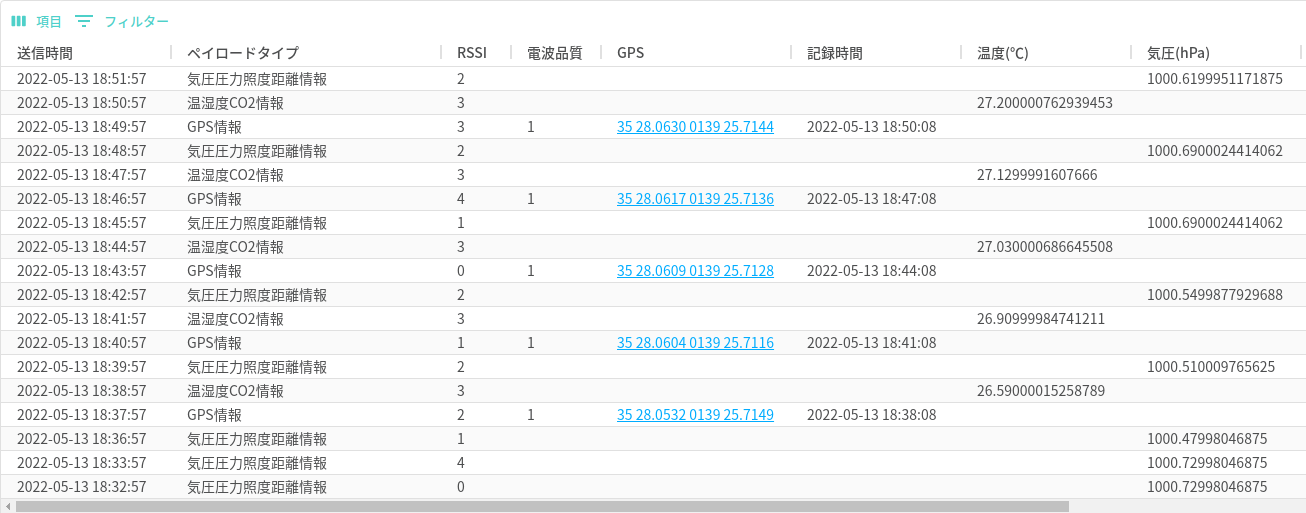 項目 フィルター
送信時間 ペイロードタイプ RSSI 電波品質 GPS 記録時間 温度(℃) 気圧(hPa)
2022-05-13 18:51:57 気圧圧力照度距離情報 2 1000.6199951171875
2022-05-13 18:50:57 温湿度CO2情報 3 27.200000762939453
2022-05-13 18:49:57 GPS情報 3 1 35 28.0630 0139 25.7144 2022-05-13 18:50:08
2022-05-13 18:48:57 気圧圧力照度距離情報 2 1000.6900024414062
2022-05-13 18:47:57 温湿度CO2情報 3 27.1299991607666
2022-05-13 18:46:57 GPS情報 4 1 35 28.0617 0139 25.7136 2022-05-13 18:47:08
2022-05-13 18:45:57 気圧圧力照度距離情報 1 1000.6900024414062
2022-05-13 18:44:57 温湿度CO2情報 3 27.030000686645508
2022-05-13 18:43:57 GPS情報 0 1 35 28.0609 0139 25.7128 2022-05-13 18:44:08
2022-05-13 18:42:57 気圧圧力照度距離情報 2 1000.5499877929688
2022-05-13 18:41:57 温湿度CO2情報 3 26.90999984741211
2022-05-13 18:40:57 GPS情報 1 1 35 28.0604 0139 25.7116 2022-05-13 18:41:08
2022-05-13 18:39:57 気圧圧力照度距離情報 2 1000.510009765625
2022-05-13 18:38:57 温湿度CO2情報 3 26.59000015258789
2022-05-13 18:37:57 GPS情報 2 1 35 28.0532 0139 25.7149 2022-05-13 18:38:08
2022-05-13 18:36:57 気圧圧力照度距離情報 1 1000.47998046875
2022-05-13 18:33:57 気圧圧力照度距離情報 4 1000.72998046875
2022-05-13 18:32:57 気圧圧力照度距離情報 0 1000.72998046875